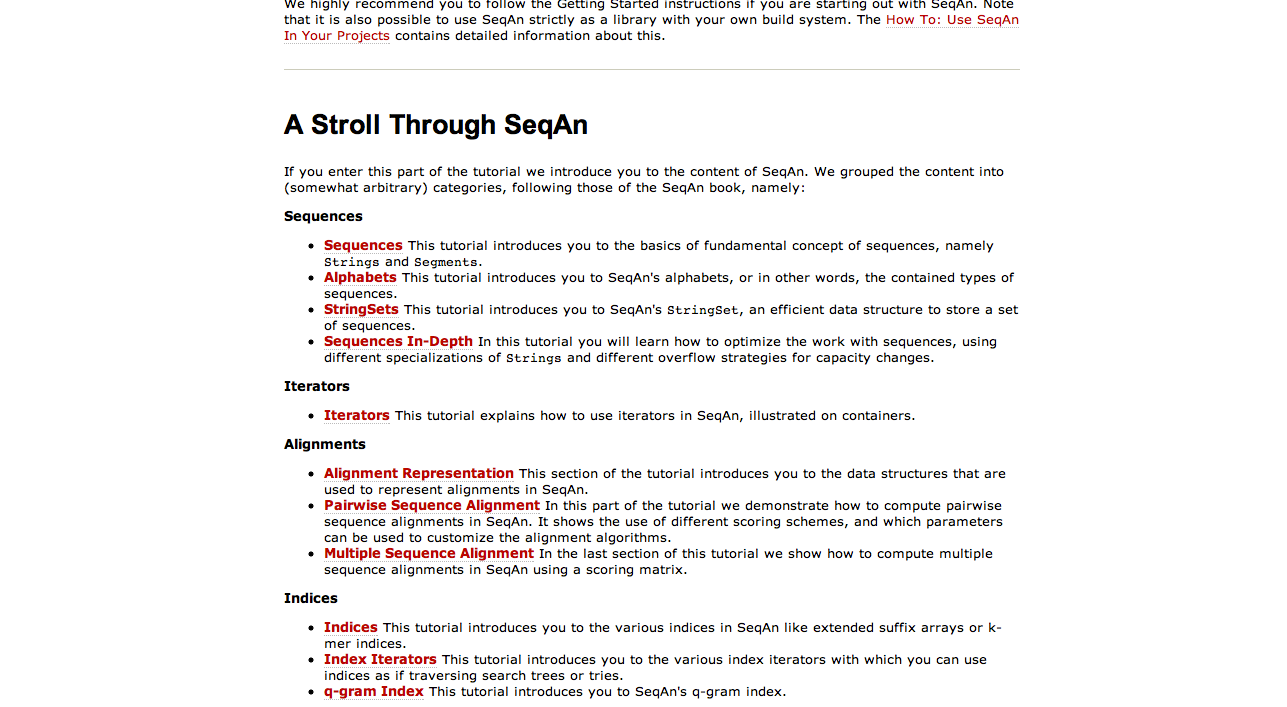 We highly recommend you to follow the Getting Started instructions if you are starting out with SeqAn. Note
that it is also possible to use SeqAn strictly as a library with your own build system. The How To: Use SeqAn
In Your Projects contains detailed information about this.
A Stroll Through SeqAn
If you enter this part of the tutorial we introduce you to the content of SeqAn. We grouped the content into
(somewhat arbitrary) categories, following those of the SeqAn book, namely:
Sequences
• Sequences This tutorial introduces you to the basics of fundamental concept of sequences, namely
Strings and Segments.
• Alphabets This tutorial introduces you to SeqAn's alphabets, or in other words, the contained types of
sequences.
• StringSets This tutorial introduces you to SeqAn's StringSet, an efficient data structure to store a set
of sequences.
• Sequences In-Depth In this tutorial you will learn how to optimize the work with sequences, using
different specializations of Strings and different overflow strategies for capacity changes.
Iterators
• Iterators This tutorial explains how to use iterators in SeqAn, illustrated on containers.
Alignments
• Alignment Representation This section of the tutorial introduces you to the data structures that are
used to represent alignments in SeqAn.
• Pairwise Sequence Alignment In this part of the tutorial we demonstrate how to compute pairwise
sequence alignments in SeqAn. It shows the use of different scoring schemes, and which parameters
can be used to customize the alignment algorithms.
• Multiple Sequence Alignment In the last section of this tutorial we show how to compute multiple
sequence alignments in SeqAn using a scoring matrix.
Indices
• Indices This tutorial introduces you to the various indices in SeqAn like extended suffix arrays or k-
mer indices.
• Index Iterators This tutorial introduces you to the various index iterators with which you can use
indices as if traversing search trees or tries.
• q-gram Index This tutorial introduces you to SeqAn's q-gram index.